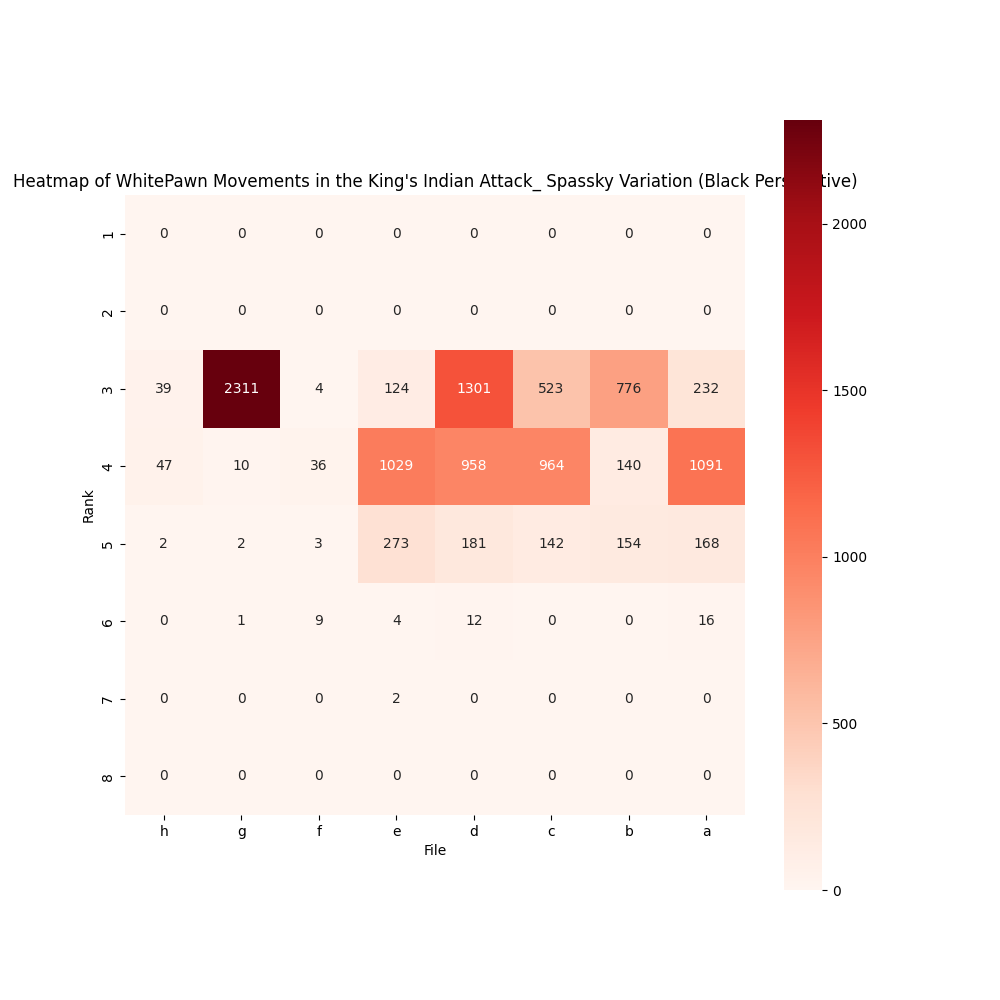 Heatmap of WhitePawn Movements in the King's Indian Attack_ Spassky Variation (Black Pers tive)
1 0 0 0 0 0 0 0 0
2 0 0 0 0 0 0 0 0
3 39 2311 4 124 1301 523 776 232
4 47 10 36 1029 958 964 140 1091
5 2 2 3 273 181 142 154 168
6 0 1 9 4 12 0 0 16
7 0 0 0 2 0 0 0 0
8 0 0 0 0 0 0 0 0
h g f e d c b a
File
Rank
2000
1500
1000
500
0